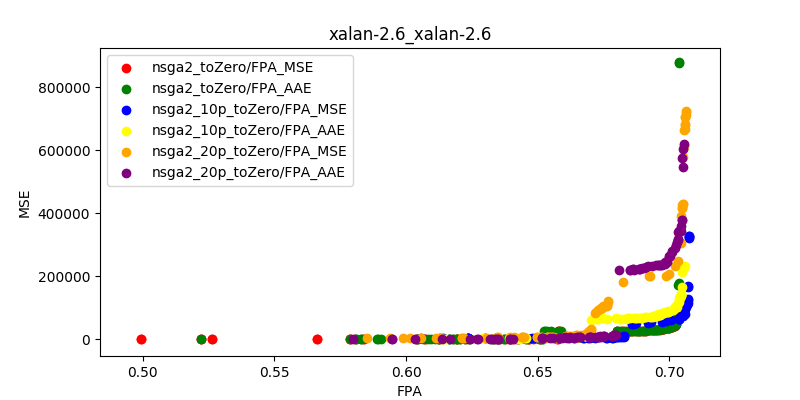 xalan-2.6_xalan-2.6
nsga2_toZero/FPA_MSE
nsga2_toZero/FPA_AAE
nsga2_10p_toZero/FPA_MSE
nsga2_10p_toZero/FPA_AAE
nsga2_20p_toZero/FPA_MSE
nsga2_20p_toZero/FPA_AAE
MSE
800000
600000
400000
200000
0
0.50 0.55 0.60 0.65 0.70
FPA